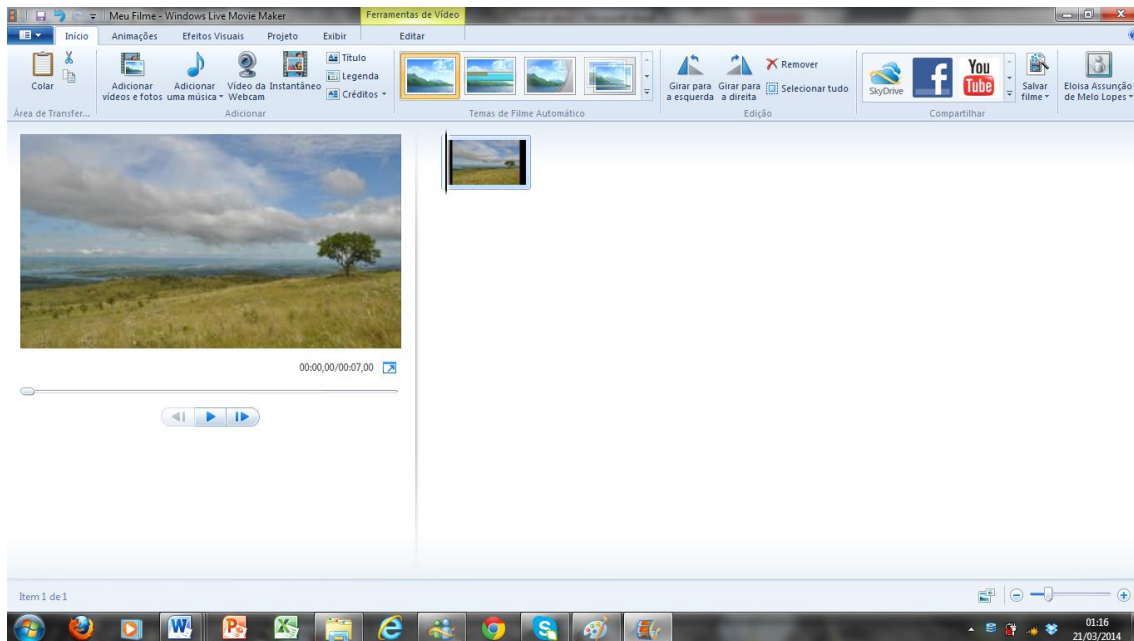 Meu Filme - Windows Live Movie Maker
Ferramentas de Vídeo
Início Animações Efeitos Visuais Projeto Exibir Editar
Colar
Adicionar vídeos e fotos
Adicionar uma música
Vídeo da Webcam
Instantâneo
Título
Legenda
Créditos
Girar para a esquerda
Girar para a direita
Remover
Selecionar tudo
SkyDrive
f
You Tube
Salvar filme
Eloisa Assunção de Melo Lopes
Área de Transfer...
Adicionar
Temas de Filme Automático
Edição
Compartilhar
00:00,00/00:07,00
Item 1 de 1
01:16
21/03/2014